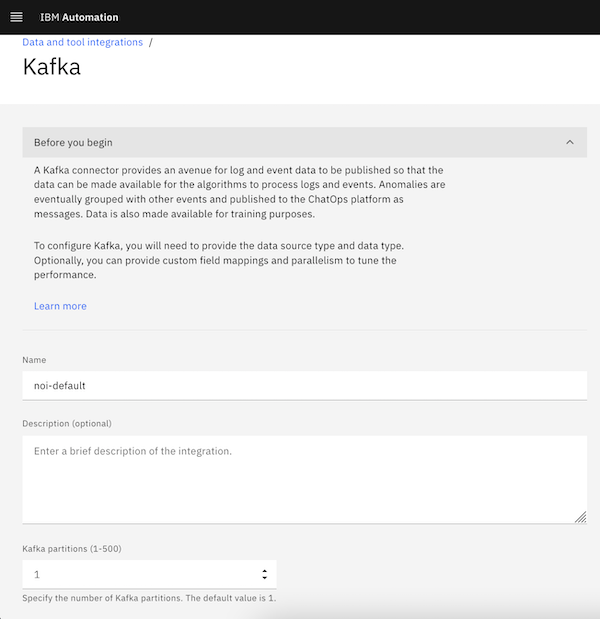 IBM Automation
Data and tool integrations /
Kafka
Before you begin
A Kafka connector provides an avenue for log and event data to be published so that the
data can be made available for the algorithms to process logs and events. Anomalies are
eventually grouped with other events and published to the ChatOps platform as
messages. Data is also made available for training purposes.
To configure Kafka, you will need to provide the data source type and data type.
Optionally, you can provide custom field mappings and parallelism to tune the
performance.
Learn more
Name
noi-default
Description (optional)
Enter a brief description of the integration.
Kafka partitions (1-500)
1
Specify the number of Kafka partitions. The default value is 1.